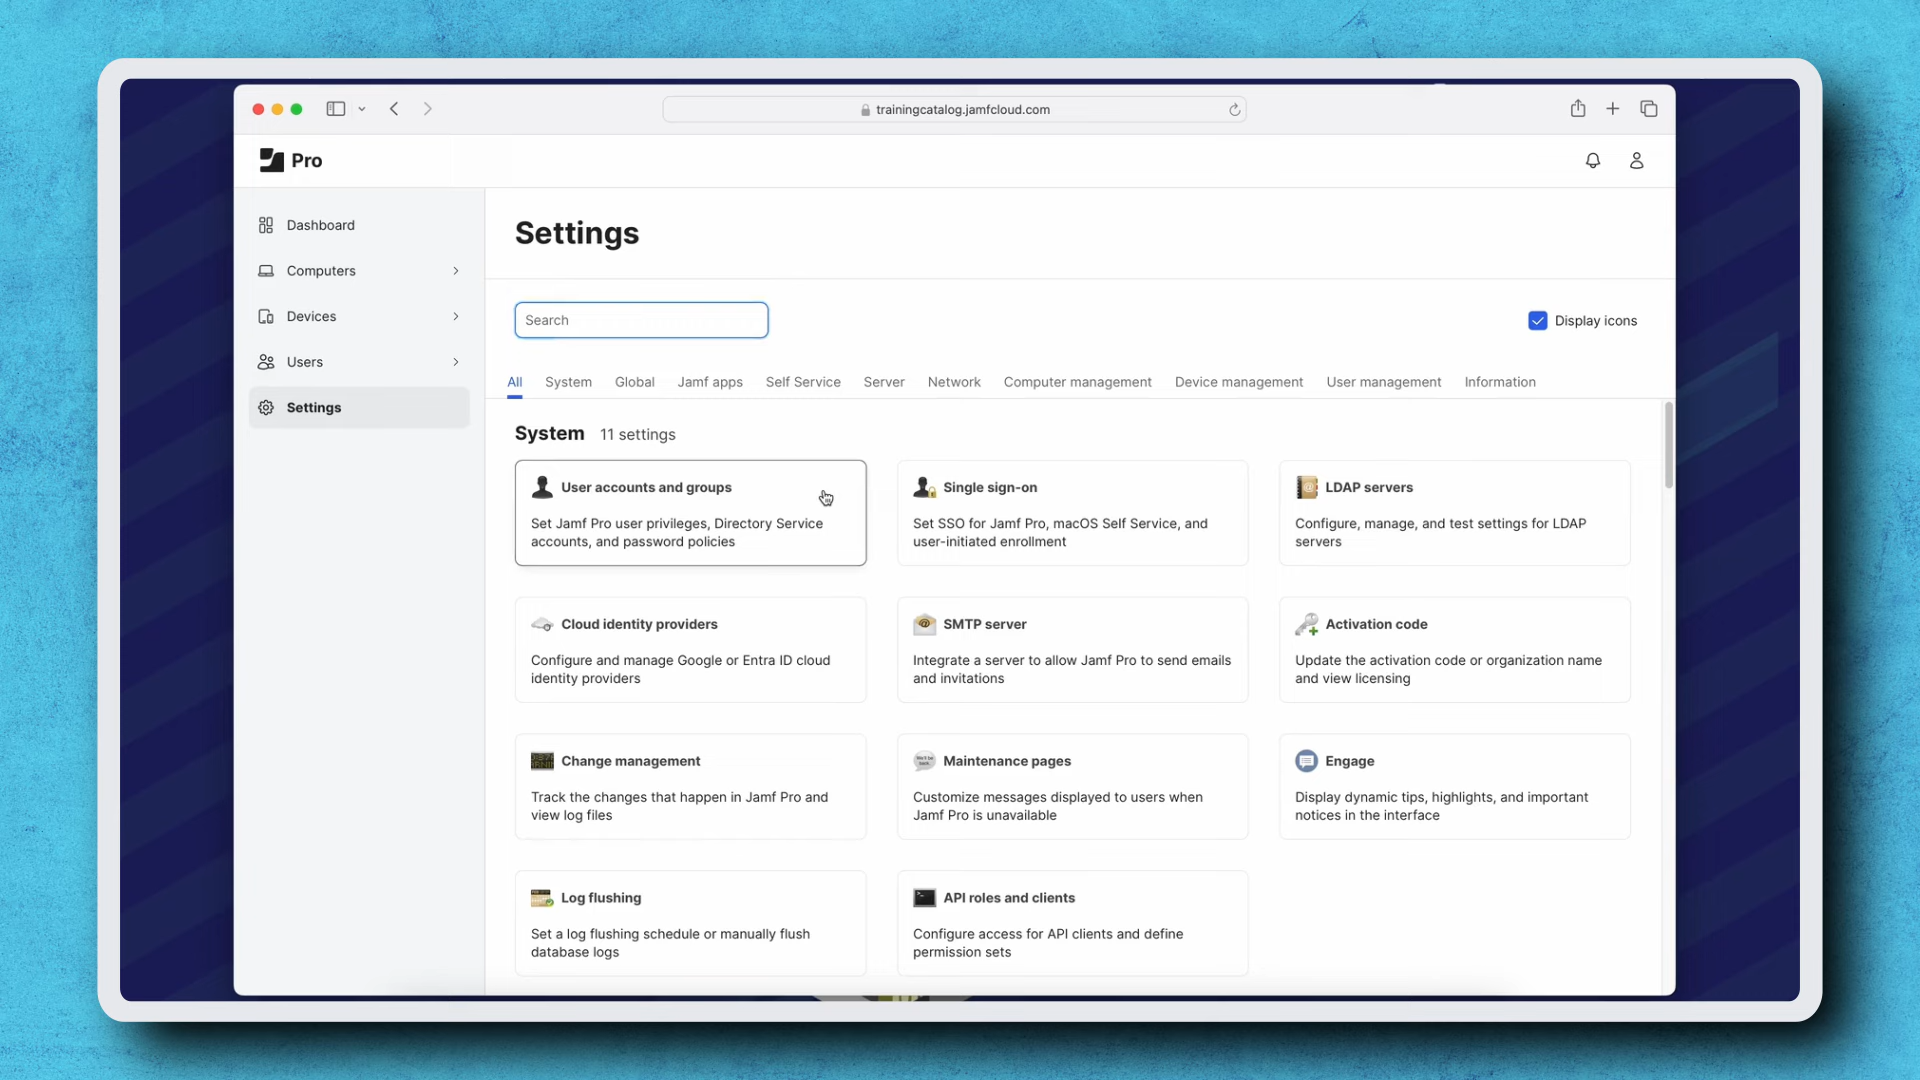 trainingcatalog.jamfcloud.com
Pro
Dashboard
Computers
Devices
Users
Settings
Settings
Search
Display icons
All System Global Jamf apps Self Service Server Network Computer management Device management User management Information
System 11 settings
User accounts and groups
Set Jamf Pro user privileges, Directory Service
accounts, and password policies
Single sign-on
Set SSO for Jamf Pro, macOS Self Service, and
user-initiated enrollment
LDAP servers
Configure, manage, and test settings for LDAP
servers
Cloud identity providers
Configure and manage Google or Entra ID cloud
identity providers
SMTP server
Integrate a server to allow Jamf Pro to send emails
and invitations
Activation code
Update the activation code or organization name
and view licensing
Change management
Track the changes that happen in Jamf Pro and
view log files
Maintenance pages
Customize messages displayed to users when
Jamf Pro is unavailable
Engage
Display dynamic tips, highlights, and important
notices in the interface
Log flushing
Set a log flushing schedule or manually flush
database logs
API roles and clients
Configure access for API clients and define
permission sets